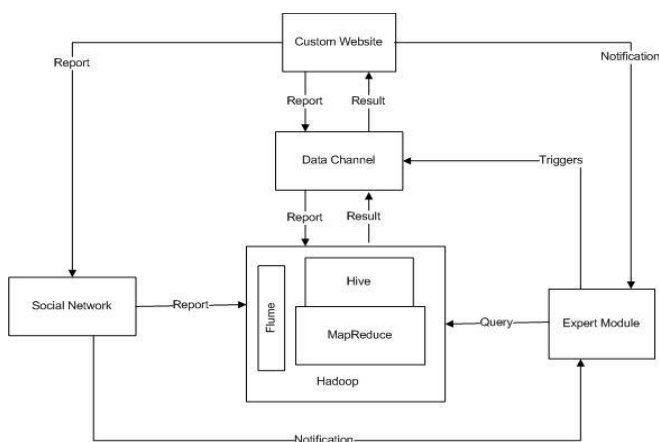 Custom Website
Report
Notification
Report
Result
Data Channel
Triggers
Report
Result
Hive
Social Network
Report
Flume
MapReduce
Query
Expert Module
Hadoop
Notification